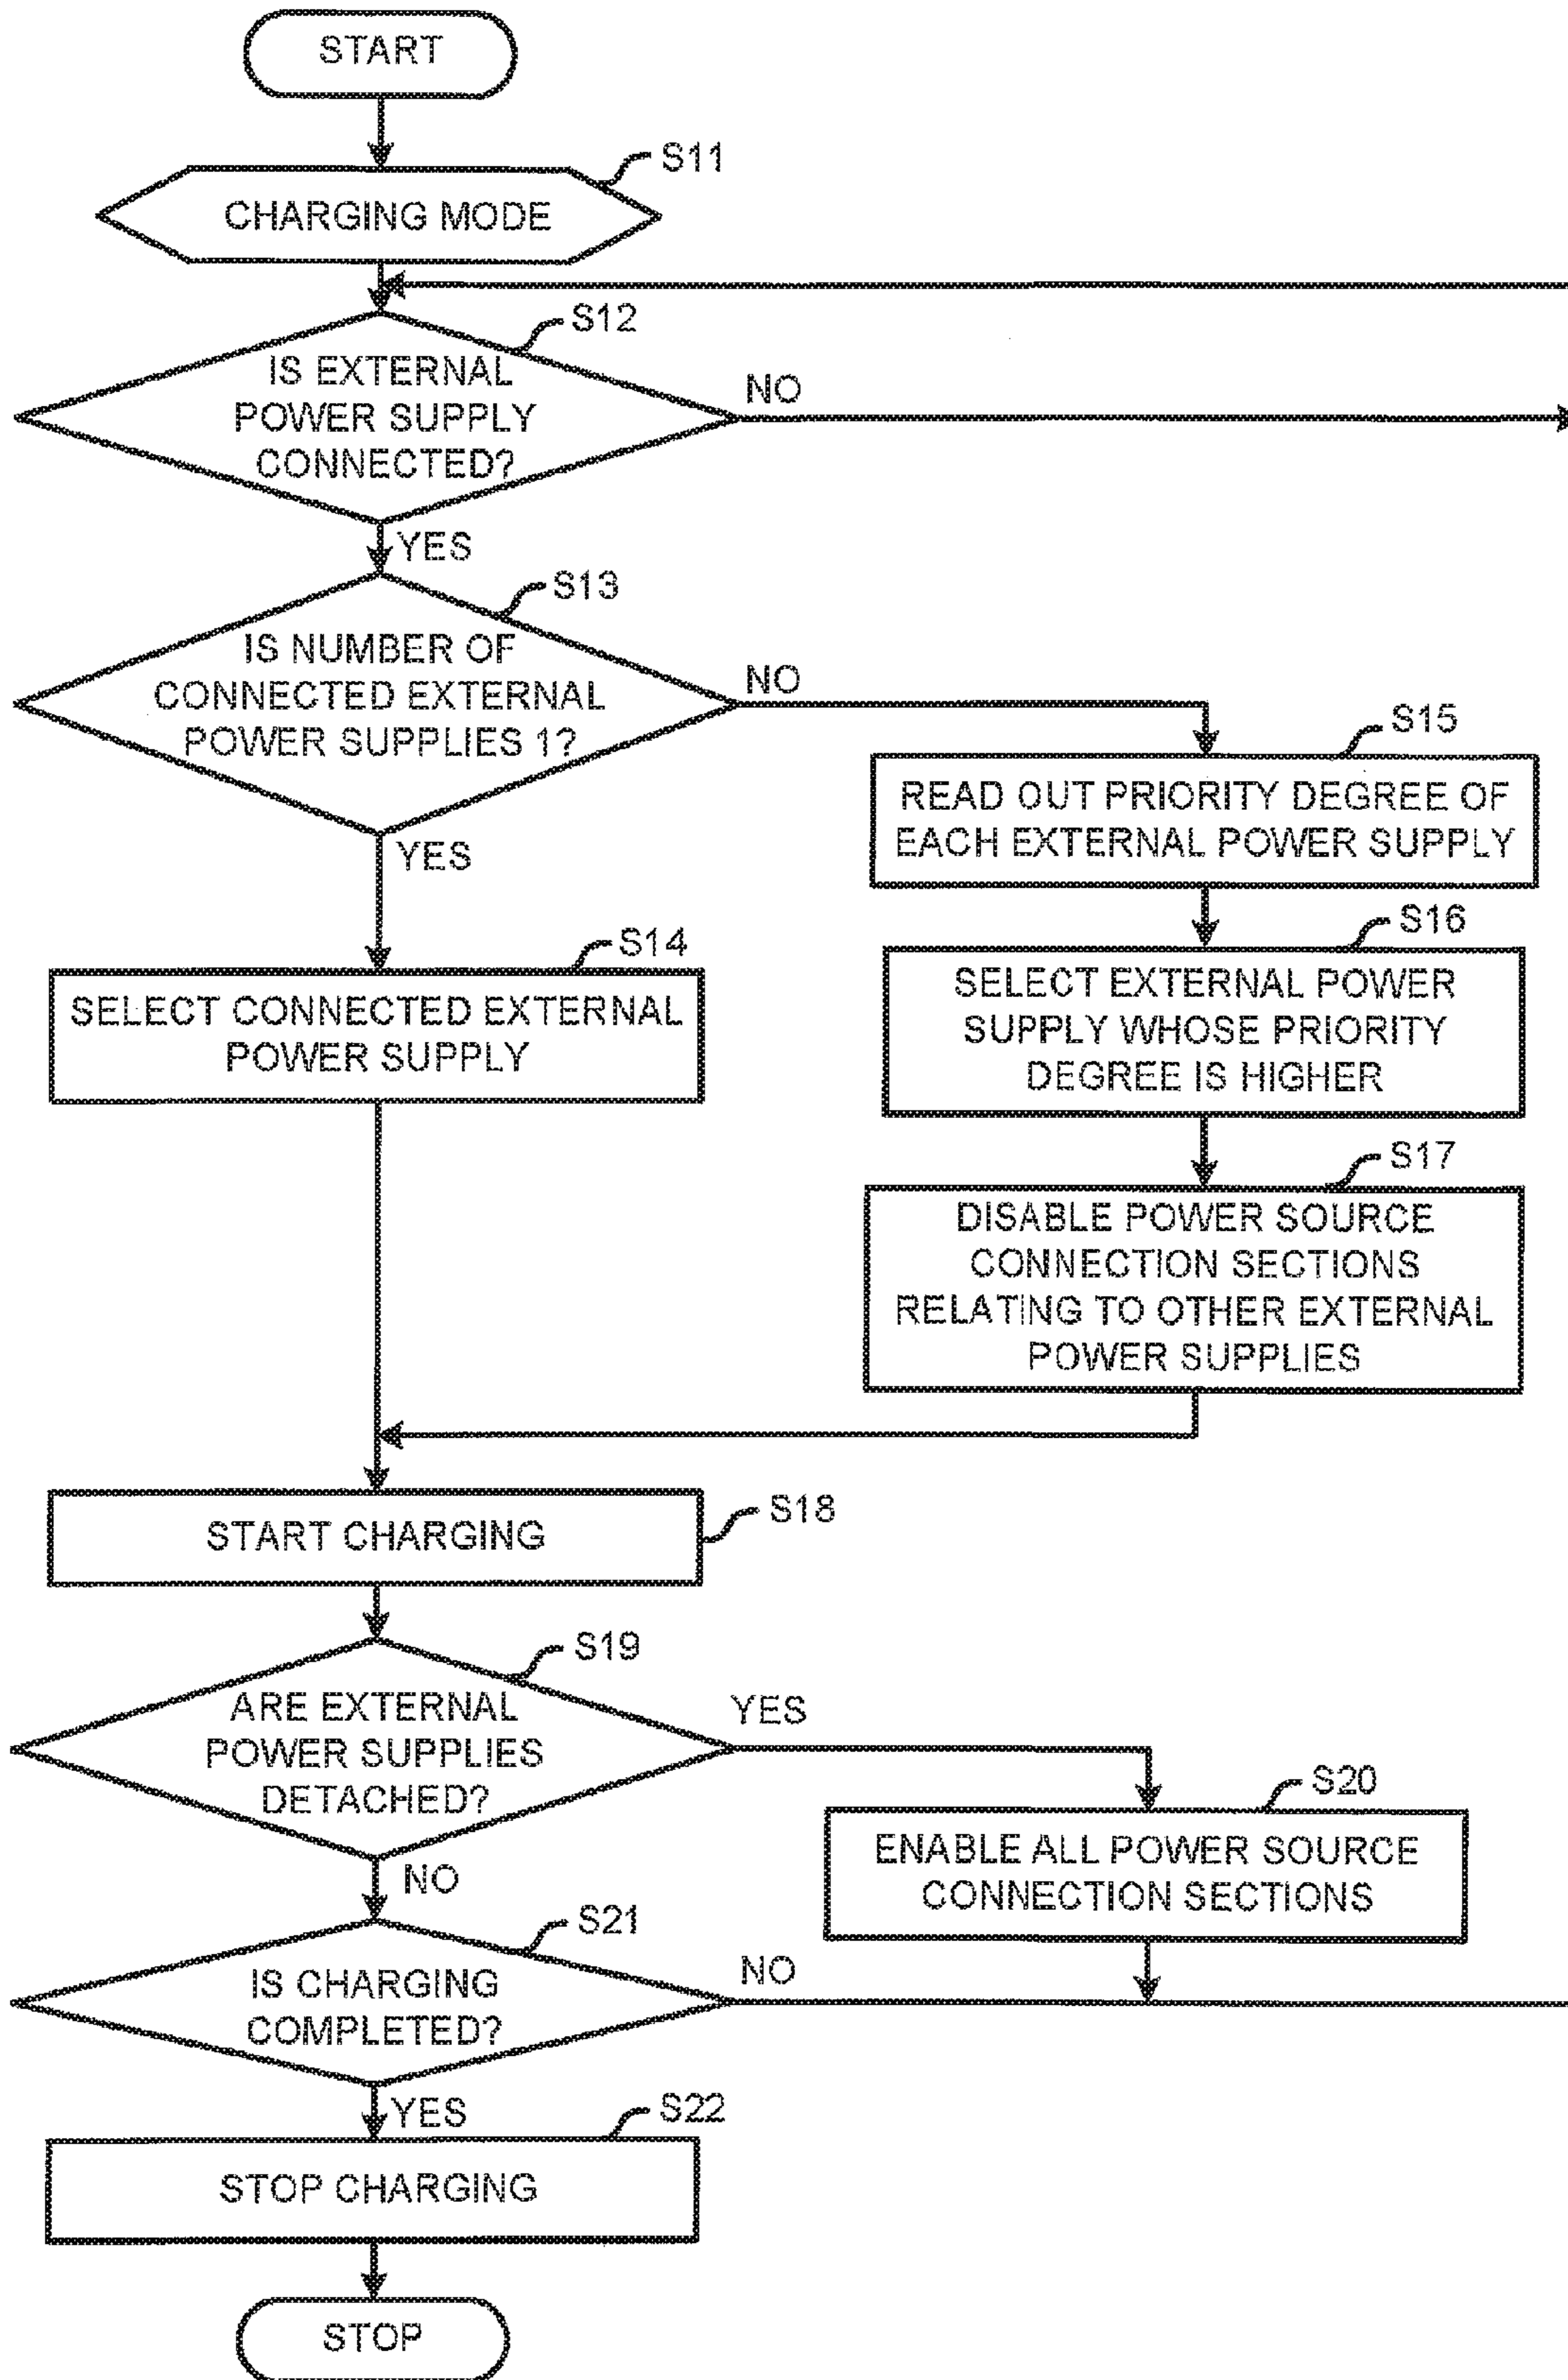 START
S11
CHARGING MODE
S12
IS EXTERNAL
POWER SUPPLY
CONNECTED?
NO
YES
S13
IS NUMBER OF
CONNECTED EXTERNAL
POWER SUPPLIES 1?
NO
YES
S15
READ OUT PRIORITY DEGREE OF
EACH EXTERNAL POWER SUPPLY
S14
SELECT CONNECTED EXTERNAL
POWER SUPPLY
S16
SELECT EXTERNAL POWER
SUPPLY WHOSE PRIORITY
DEGREE IS HIGHER
S17
DISABLE POWER SOURCE
CONNECTION SECTIONS
RELATING TO OTHER EXTERNAL
POWER SUPPLIES
S18
START CHARGING
S19
ARE EXTERNAL
POWER SUPPLIES
DETACHED?
YES
NO
S20
ENABLE ALL POWER SOURCE
CONNECTION SECTIONS
S21
IS CHARGING
COMPLETED?
NO
YES
S22
STOP CHARGING
STOP